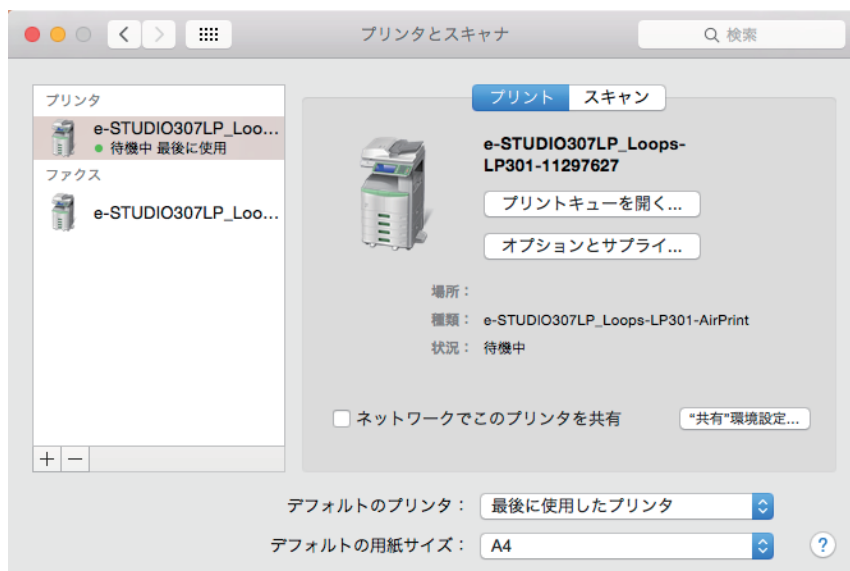 プリンタとスキャナ
検索
プリンタ
e-STUDIO307LP_Loo...
待機中 最後に使用
ファクス
e-STUDIO307LP_Loo...
プリント スキャン
e-STUDIO307LP_Loops-
LP301-11297627
プリントキューを開く...
オプションとサプライ...
場所：
種類： e-STUDIO307LP_Loops-LP301-AirPrint
状況： 待機中
ネットワークでこのプリンタを共有
“共有”環境設定...
+ −
デフォルトのプリンタ： 最後に使用したプリンタ
デフォルトの用紙サイズ： A4
?